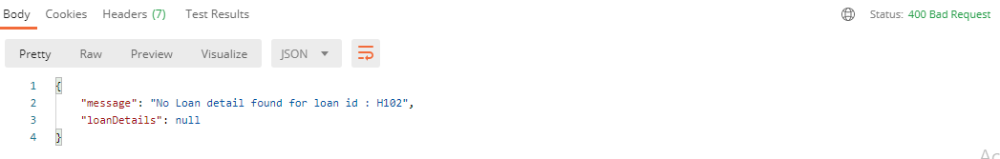 Body Cookies Headers (7) Test Results Status: 400 Bad Request
Pretty Raw Preview Visualize JSON
1 {
2 "message": "No Loan detail found for loan id : H102",
3 "loanDetails": null
4 }